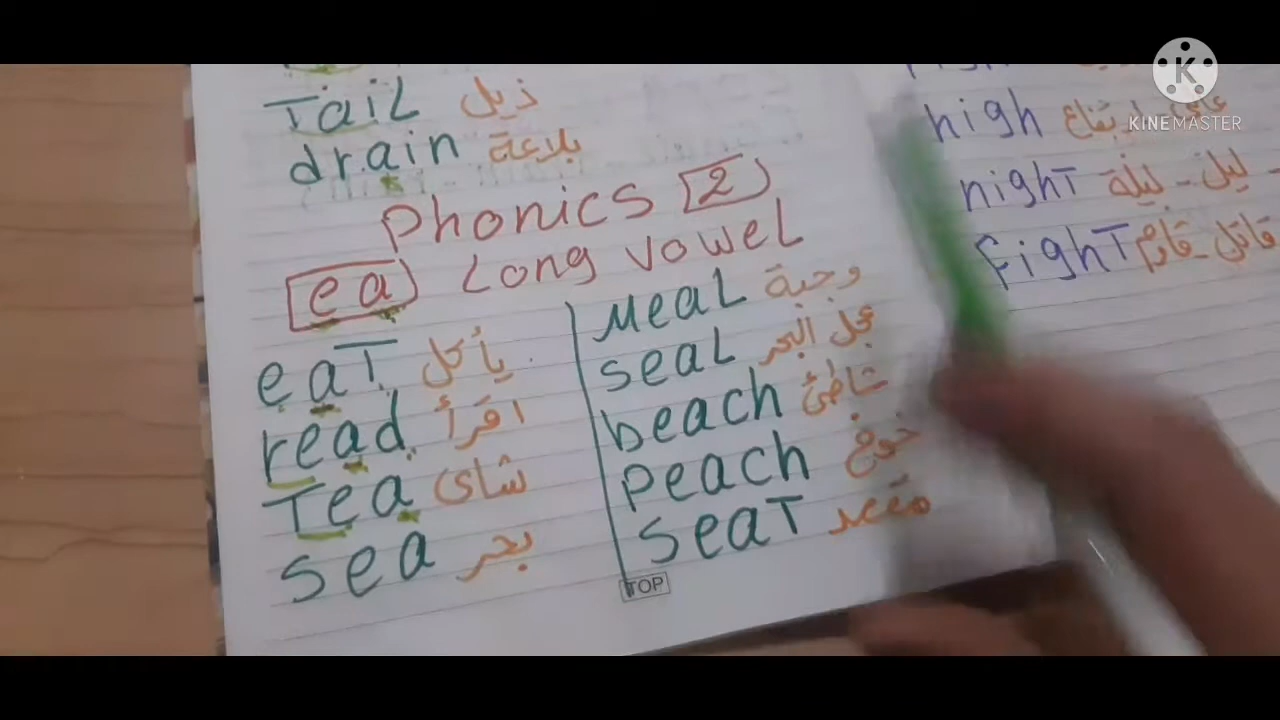 Tail ذيل
drain بلاعة
Phonics 2
ea Long vowel
eat يأكل
read اقرأ
Tea شاى
sea بحر
Meal وجبة
seal عجل البحر
beach شاطئ
Peach خوخ
seat مقعد
TOP
high
night ليل - ليلة
fight قاتل - قاوم
KINEMASTER